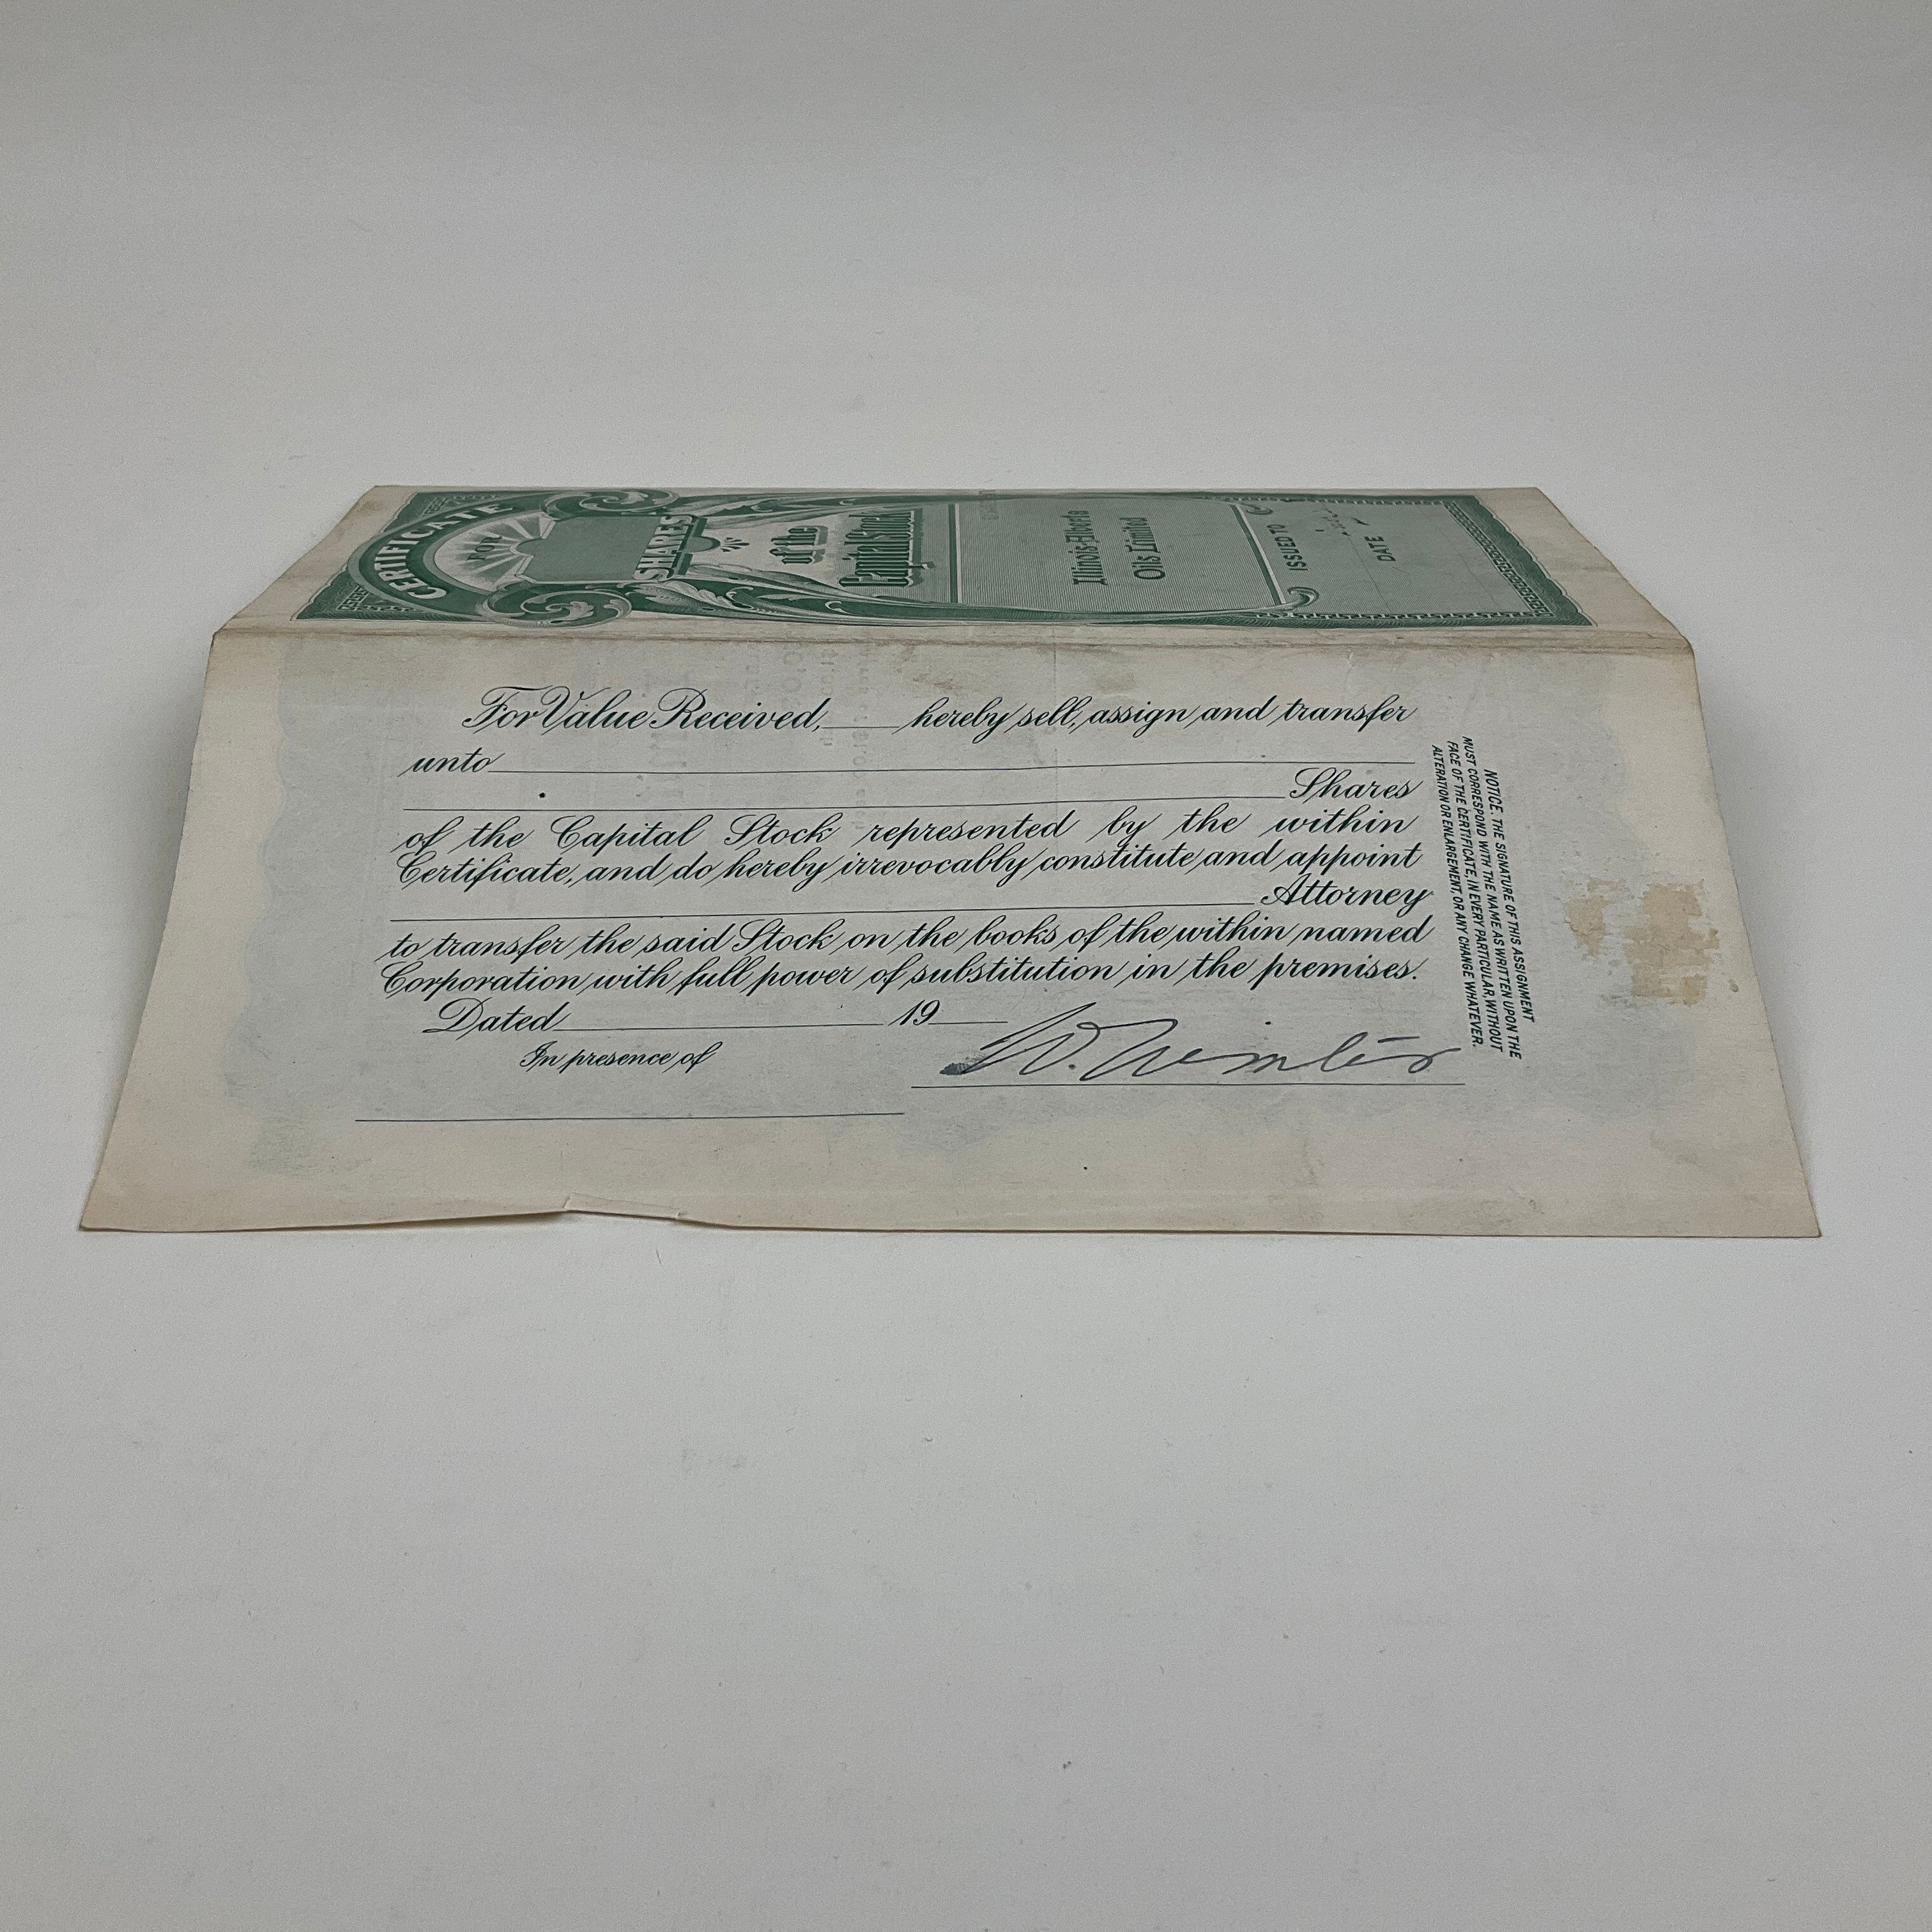 CERTIFICATE
FOR
SHARES
of the
Capital Stock
Illinois-Alberta
Oils Limited
ISSUED TO
DATE
For Value Received, hereby sell, assign and transfer
unto
Shares
of the Capital Stock represented by the within
Certificate, and do hereby irrevocably constitute and appoint
Attorney
to transfer the said Stock on the books of the within named
Corporation with full power of substitution in the premises.
Dated 19
In presence of
W.
NOTICE. THE SIGNATURE OF THIS ASSIGNMENT
MUST CORRESPOND WITH THE NAME AS WRITTEN UPON THE
FACE OF THE CERTIFICATE, IN EVERY PARTICULAR, WITHOUT
ALTERATION OR ENLARGEMENT, OR ANY CHANGE WHATEVER.